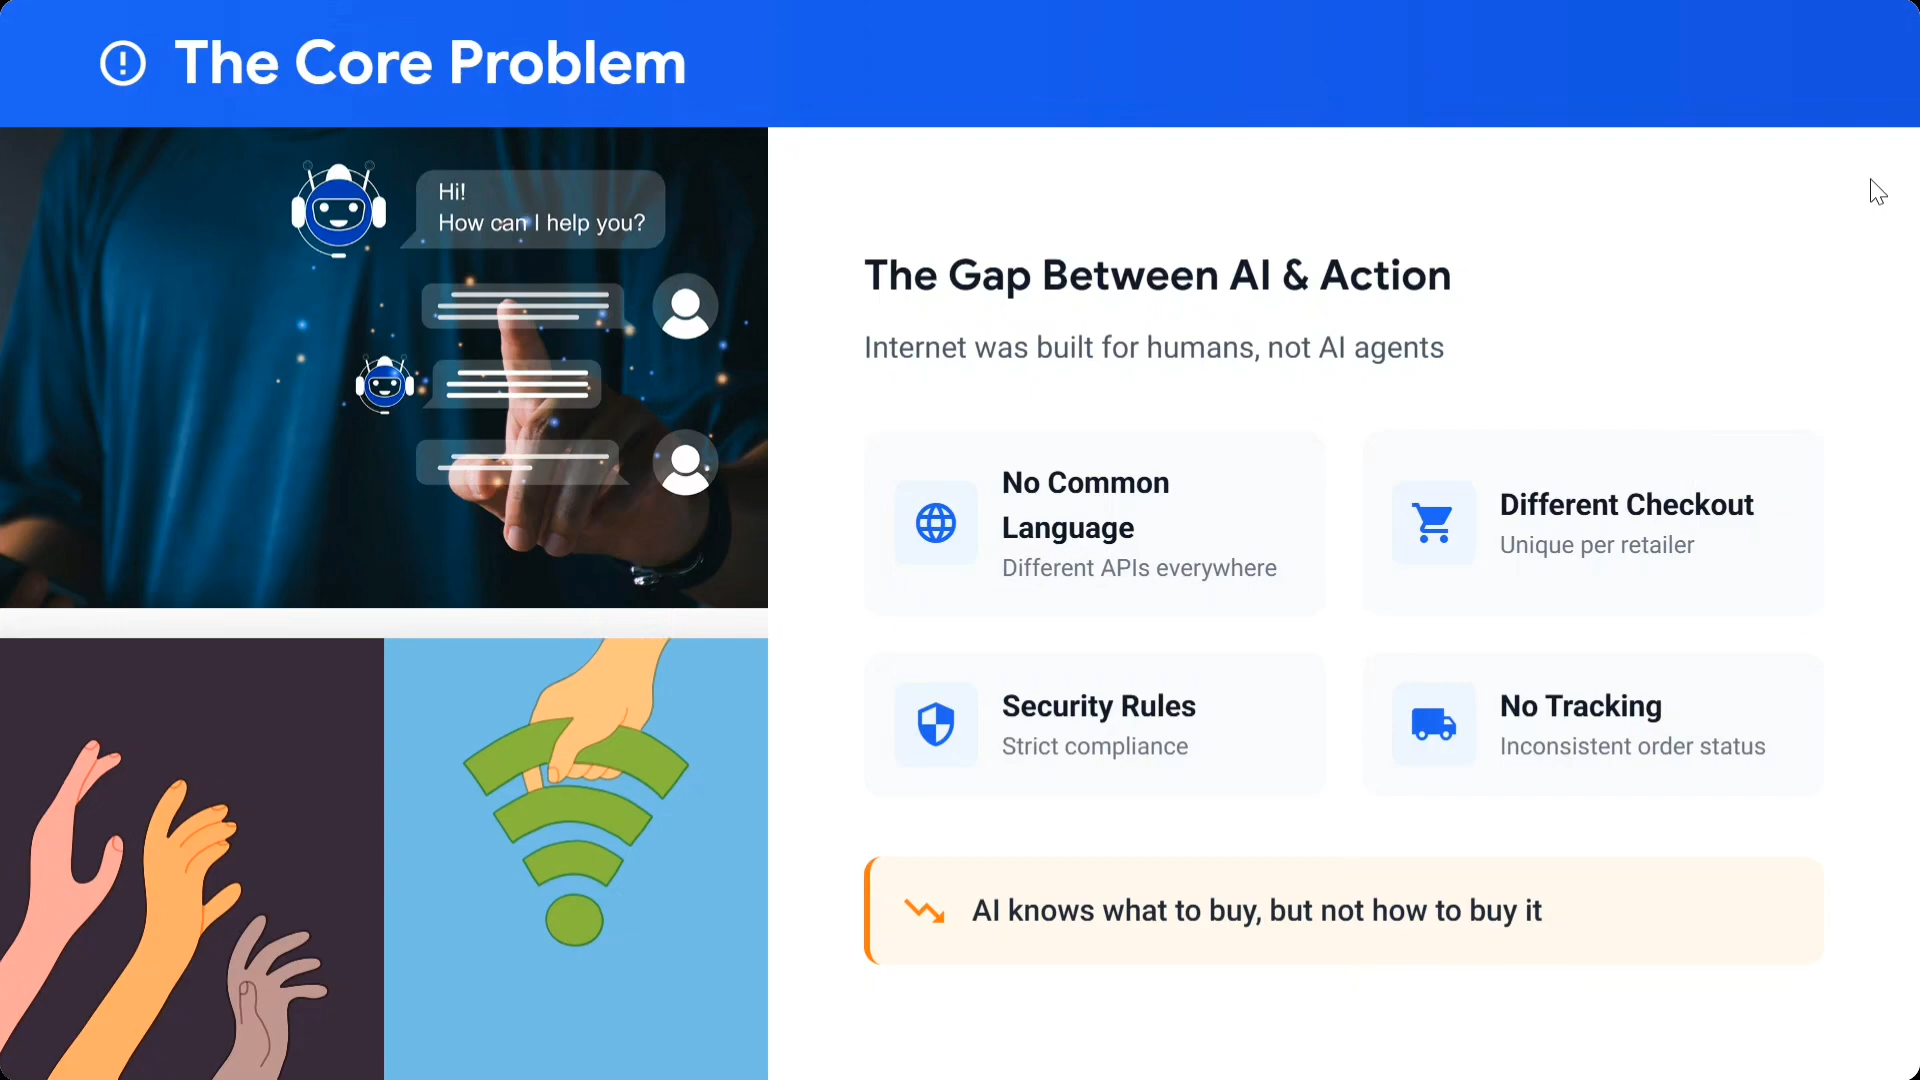 The Core Problem
Hi!
How can I help you?
The Gap Between AI & Action
Internet was built for humans, not AI agents
No Common
Language
Different APIs everywhere
Different Checkout
Unique per retailer
Security Rules
Strict compliance
No Tracking
Inconsistent order status
AI knows what to buy, but not how to buy it